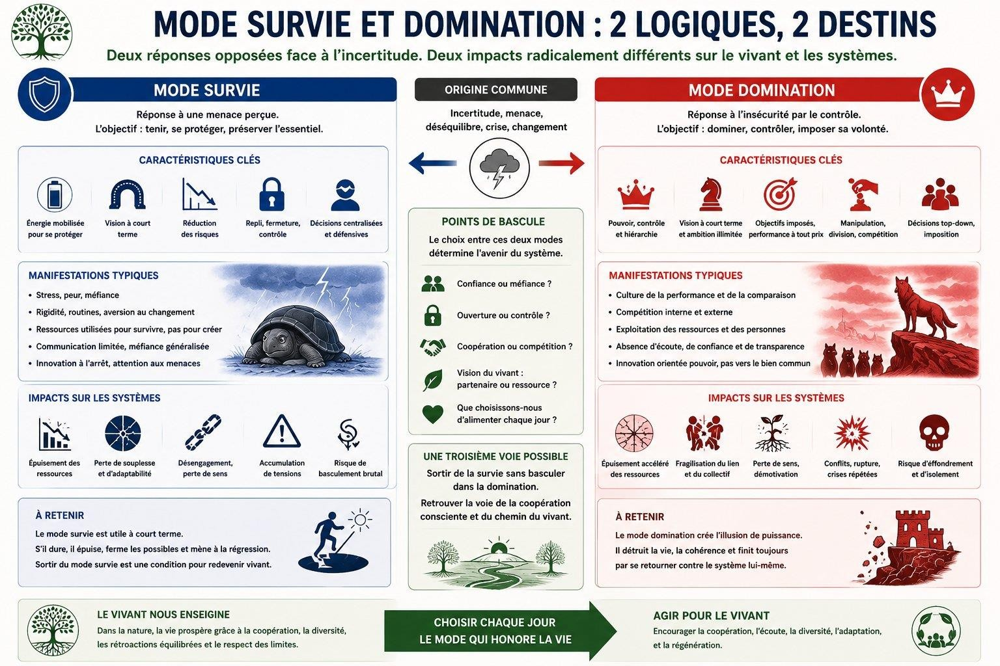 MODE SURVIE ET DOMINATION : 2 LOGIQUES, 2 DESTINS
Deux réponses opposées face à l'incertitude. Deux impacts radicalement différents sur le vivant et les systèmes.
MODE SURVIE
Réponse à une menace perçue.
L'objectif : tenir, se protéger, préserver l'essentiel.
CARACTÉRISTIQUES CLÉS
Énergie mobilisée
pour se protéger
Vision à court
terme
Réduction
des risques
Repli, fermeture,
contrôle
Décisions centralisées
et défensives
MANIFESTATIONS TYPIQUES
• Stress, peur, méfiance
• Rigidité, routines, aversion au changement
• Ressources utilisées pour survivre, pas pour créer
• Communication limitée, méfiance généralisée
• Innovation à l'arrêt, attention aux menaces
IMPACTS SUR LES SYSTÈMES
Épuisement des
ressources
Perte de souplesse
et d'adaptabilité
Désengagement,
perte de sens
Accumulation
de tensions
Risque de
basculement brutal
À RETENIR
Le mode survie est utile à court terme.
S'il dure, il épuise, ferme les possibles et mène à la régression.
Sortir du mode survie est une condition pour redevenir vivant.
ORIGINE COMMUNE
Incertitude, menace,
déséquilibre, crise, changement
POINTS DE BASCULE
Le choix entre ces deux modes
détermine l'avenir du système.
Confiance ou méfiance ?
Ouverture ou contrôle ?
Coopération ou compétition ?
Vision du vivant :
partenaire ou ressource ?
Que choisissons-nous
d'alimenter chaque jour ?
UNE TROISIÈME VOIE POSSIBLE
Sortir de la survie sans basculer
dans la domination.
Retrouver la voie de la coopération
consciente et du chemin du vivant.
MODE DOMINATION
Réponse à l'insécurité par le contrôle.
L'objectif : dominer, contrôler, imposer sa volonté.
CARACTÉRISTIQUES CLÉS
Pouvoir, contrôle
et hiérarchie
Vision à court terme
et ambition illimitée
Objectifs imposés,
performance à tout prix
Manipulation,
division, compétition
Décisions top-down,
imposition
MANIFESTATIONS TYPIQUES
• Culture de la performance et de la comparaison
• Compétition interne et externe
• Exploitation des ressources et des personnes
• Absence d'écoute, de confiance et de transparence
• Innovation orientée pouvoir, pas vers le bien commun
IMPACTS SUR LES SYSTÈMES
Épuisement accéléré
des ressources
Fragilisation du lien
et du collectif
Perte de sens,
démotivation
Conflits, rupture,
crises répétées
Risque d'éffondrement
et d'isolement
À RETENIR
Le mode domination crée l'illusion de puissance.
Il détruit la vie, la cohérence et finit toujours
par se retourner contre le système lui-même.
LE VIVANT NOUS ENSEIGINE
Dans la nature, la vie prospère grâce à la coopération, la diversité,
les rétroactions équilibrées et le respect des limites.
CHOISIR CHAQUE JOUR
LE MODE QUI HONORE LA VIE
AGIR POUR LE VIVANT
Encourager la coopération, l'écoute, la diversité, l'adaptation,
et la régénération.